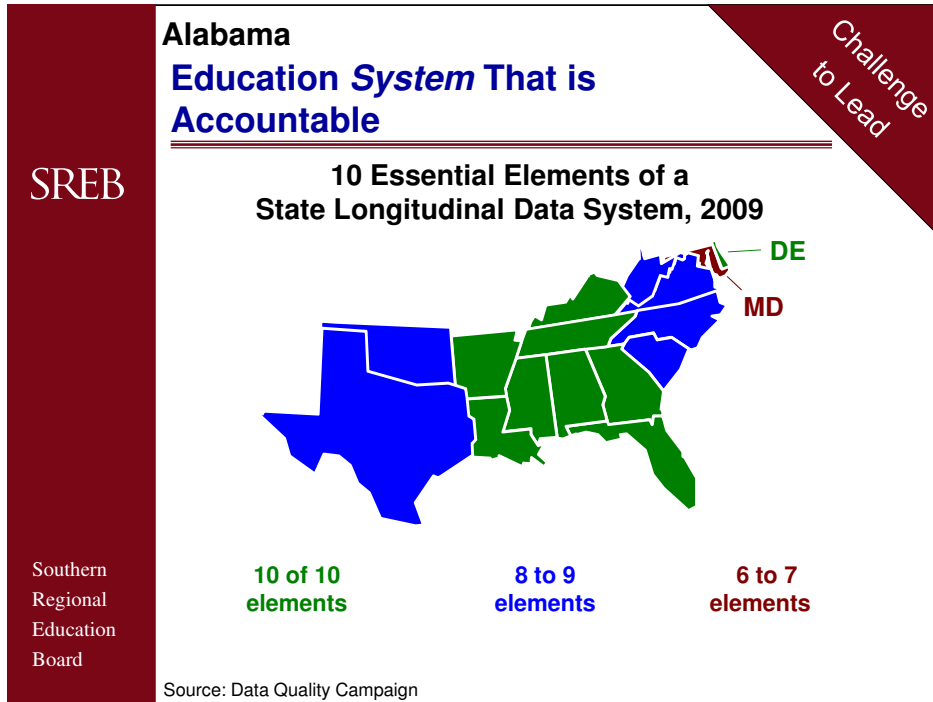 Alabama
Education System That is
Accountable
Challenge
to Lead
SREB
10 Essential Elements of a
State Longitudinal Data System, 2009
DE
MD
10 of 10
elements
8 to 9
elements
6 to 7
elements
Southern
Regional
Education
Board
Source: Data Quality Campaign